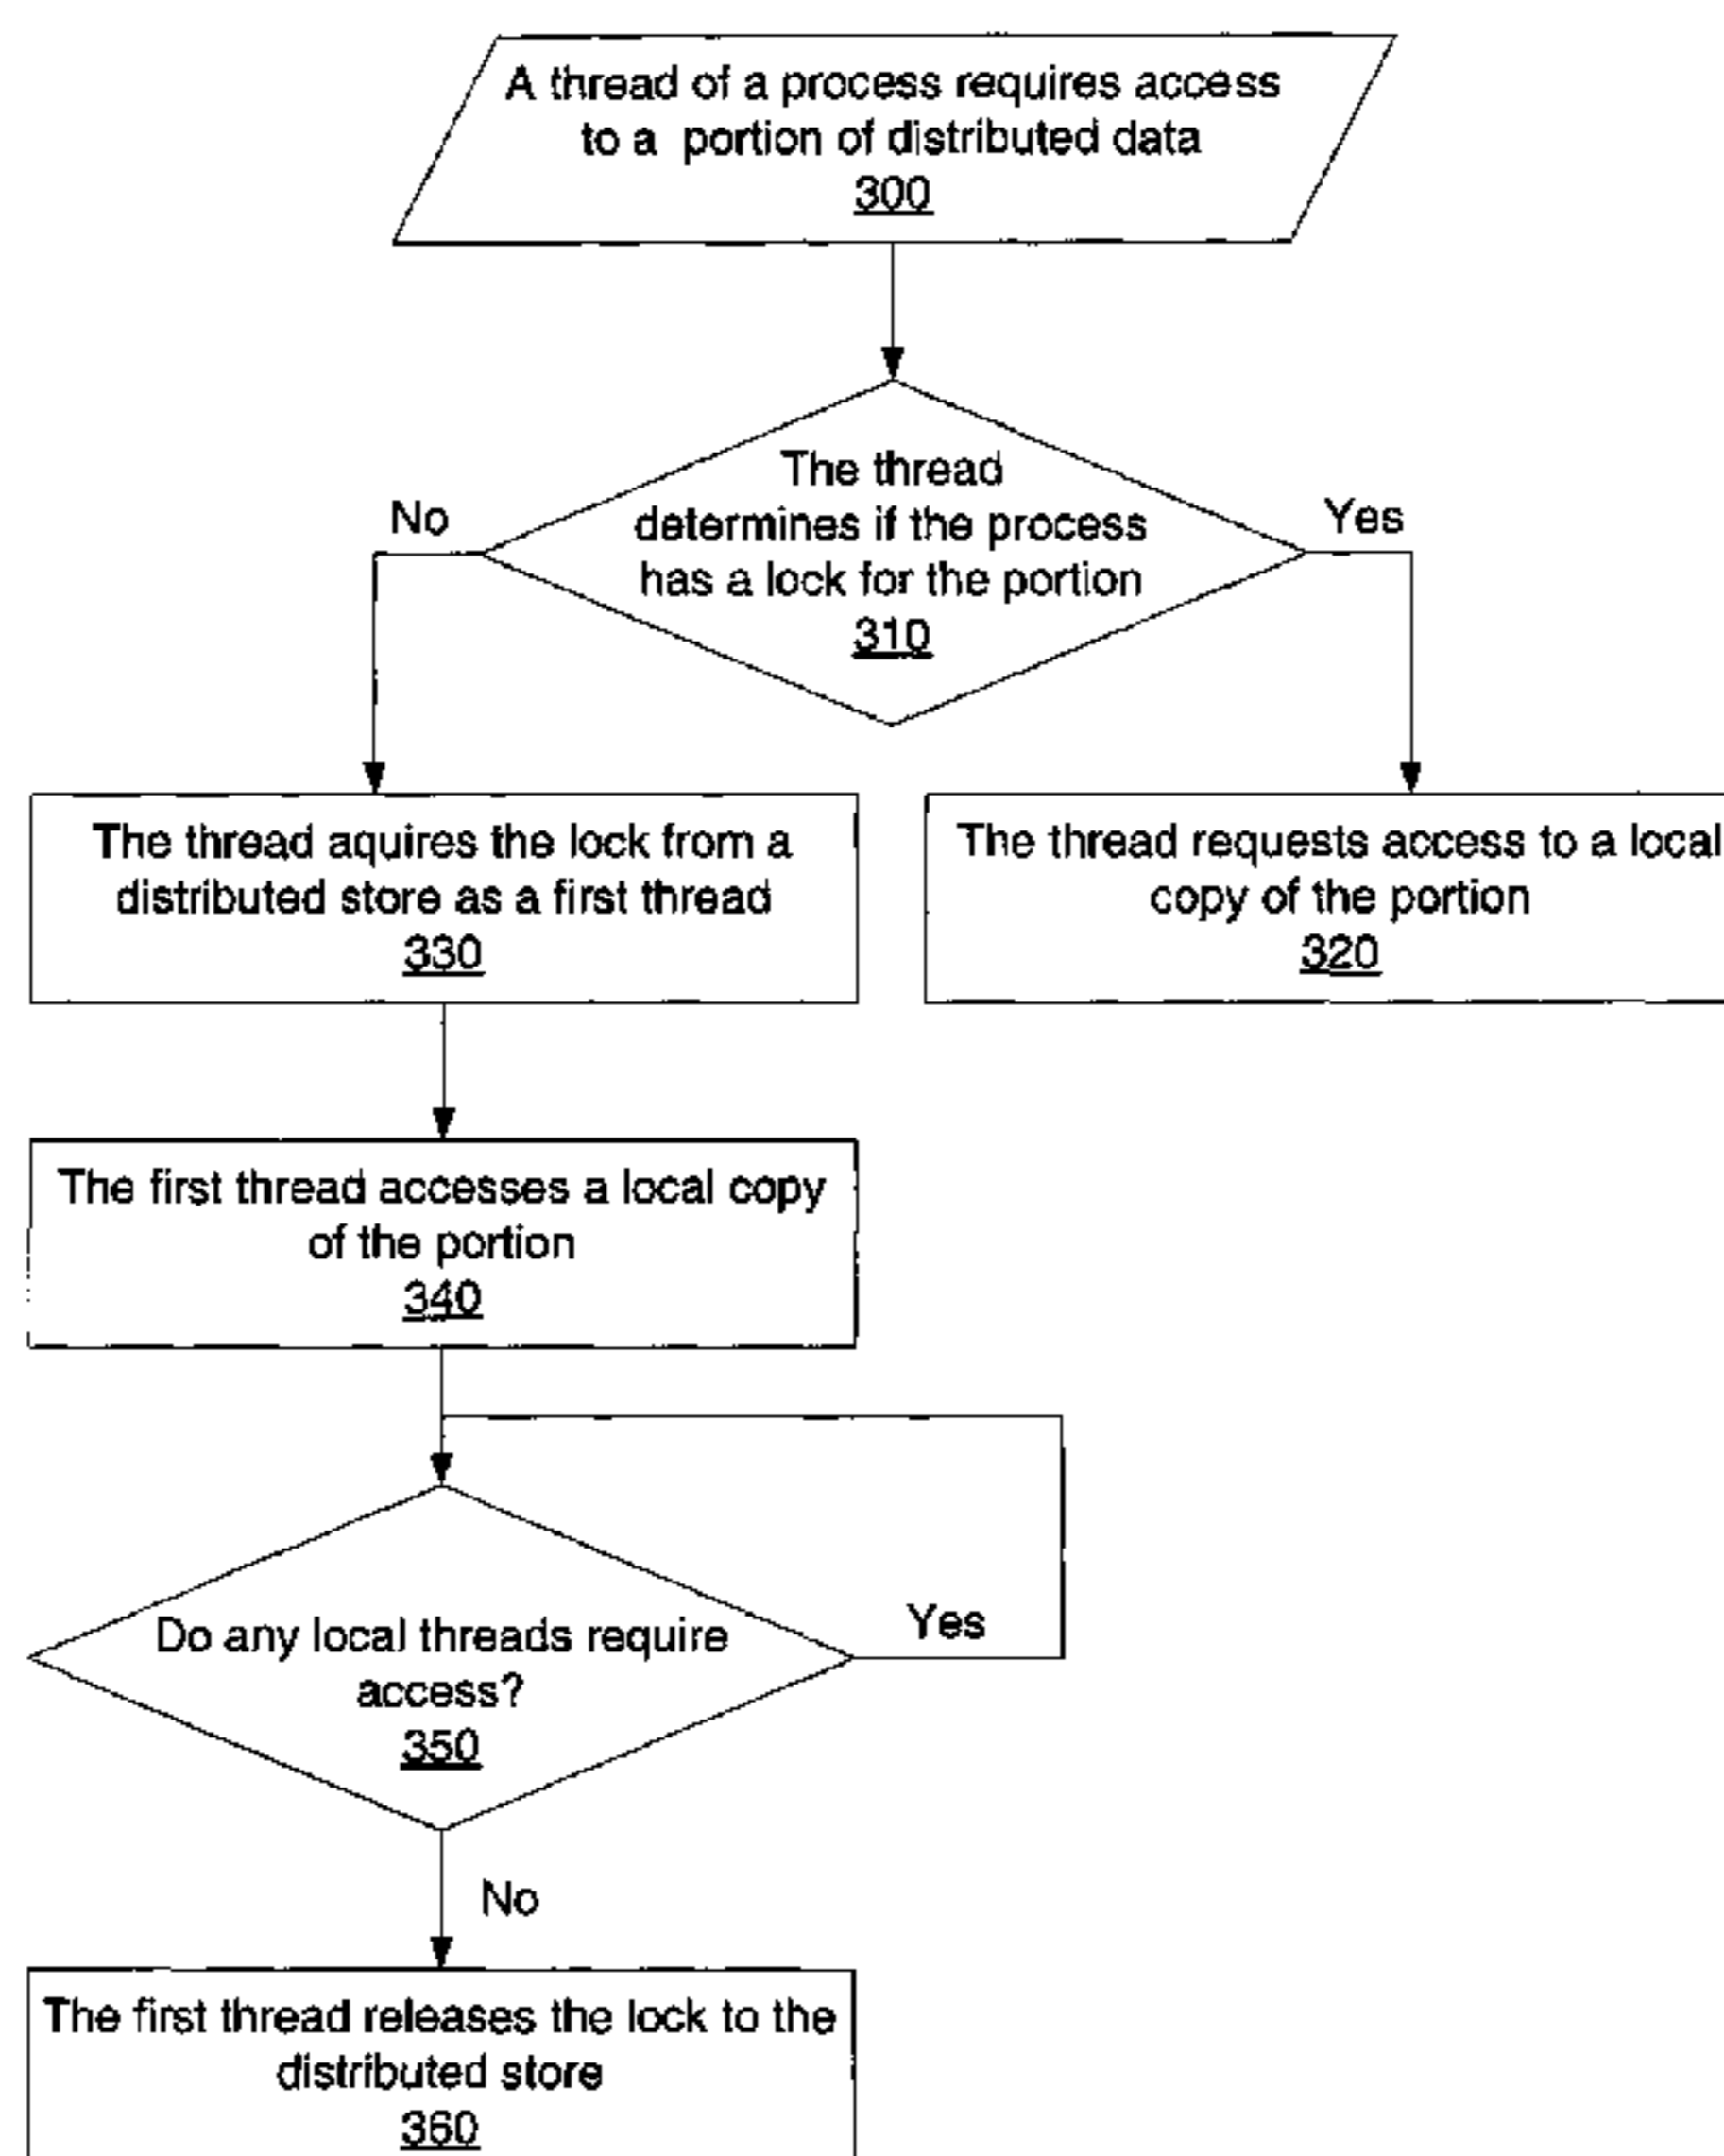 A thread of a process requires access
to a portion of distributed data
300
The thread
determines if the process
has a lock for the portion
310
No
Yes
The thread aquires the lock from a
distributed store as a first thread
330
The thread requests access to a local
copy of the portion
320
The first thread accesses a local copy
of the portion
340
Do any local threads require
access?
350
Yes
No
The first thread releases the lock to the
distributed store
360